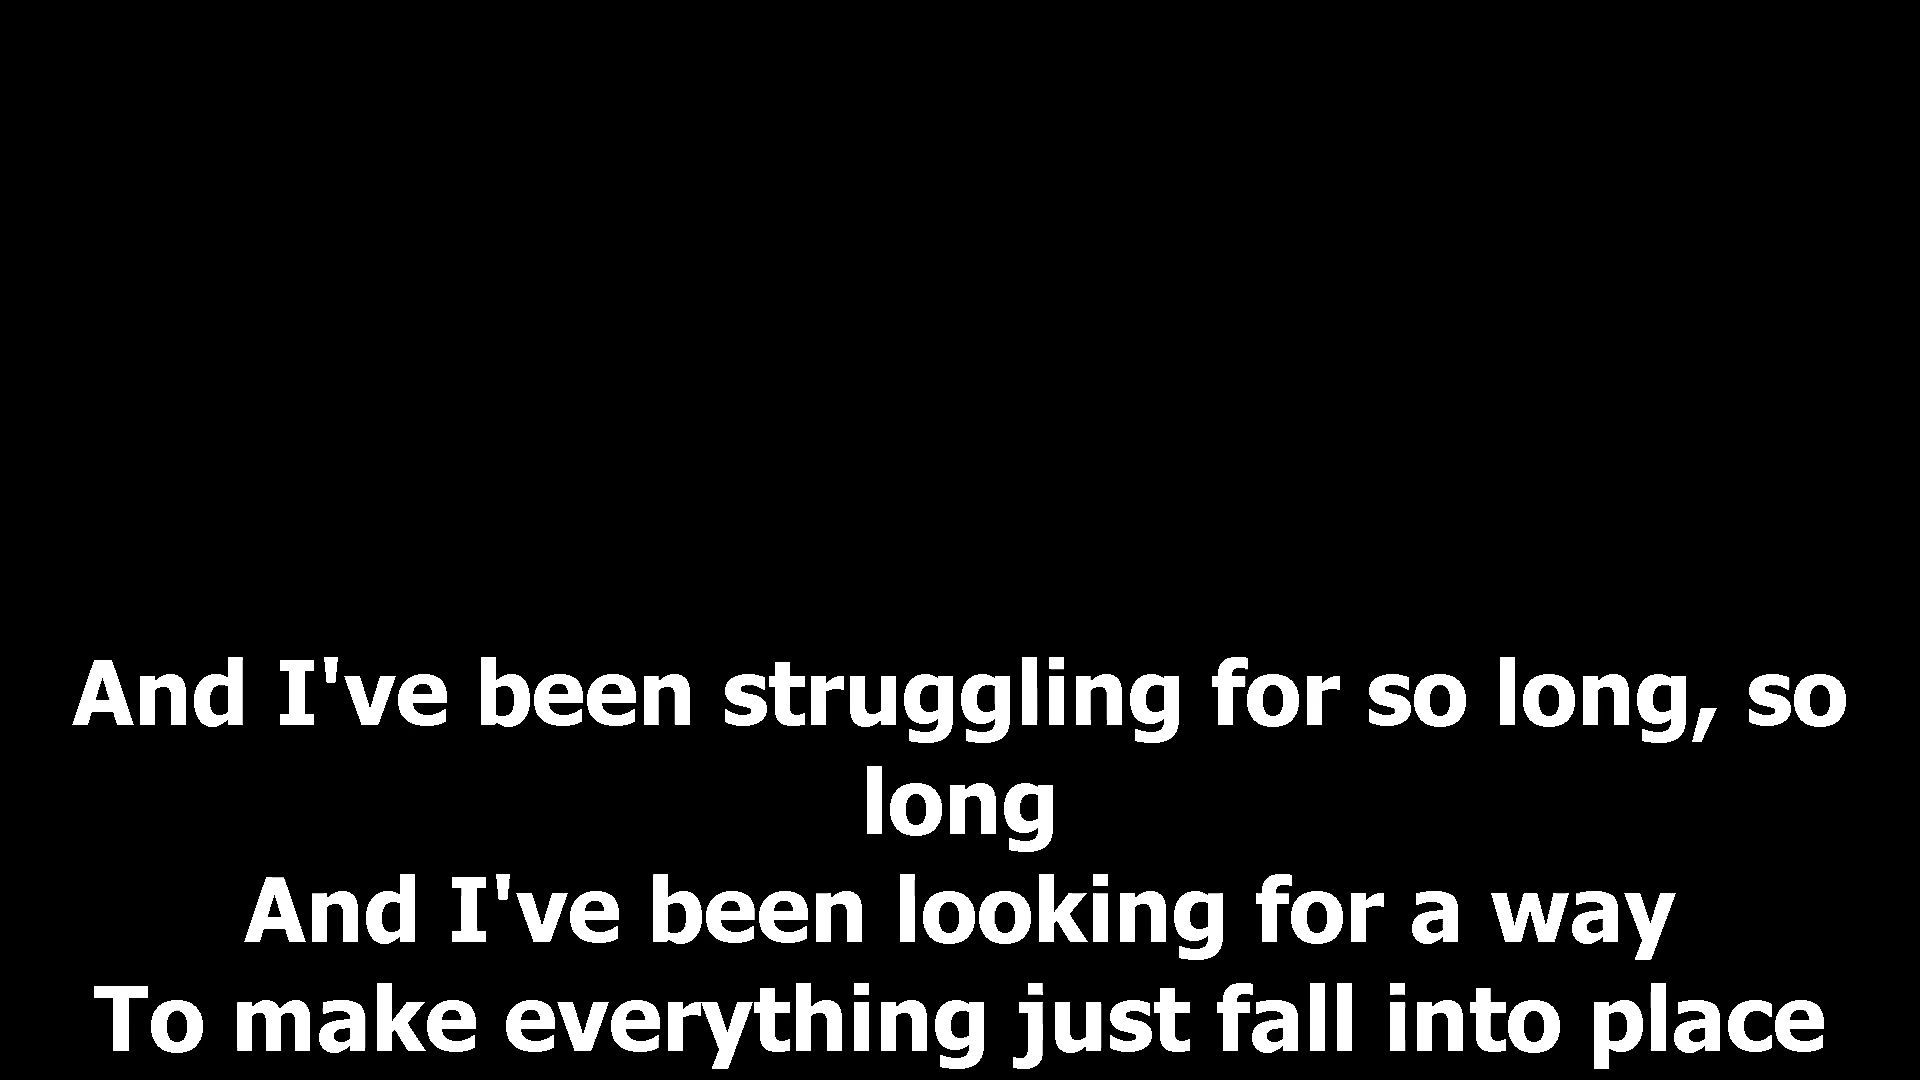 And I've been struggling for so long, so
long
And I've been looking for a way
To make everything just fall into place